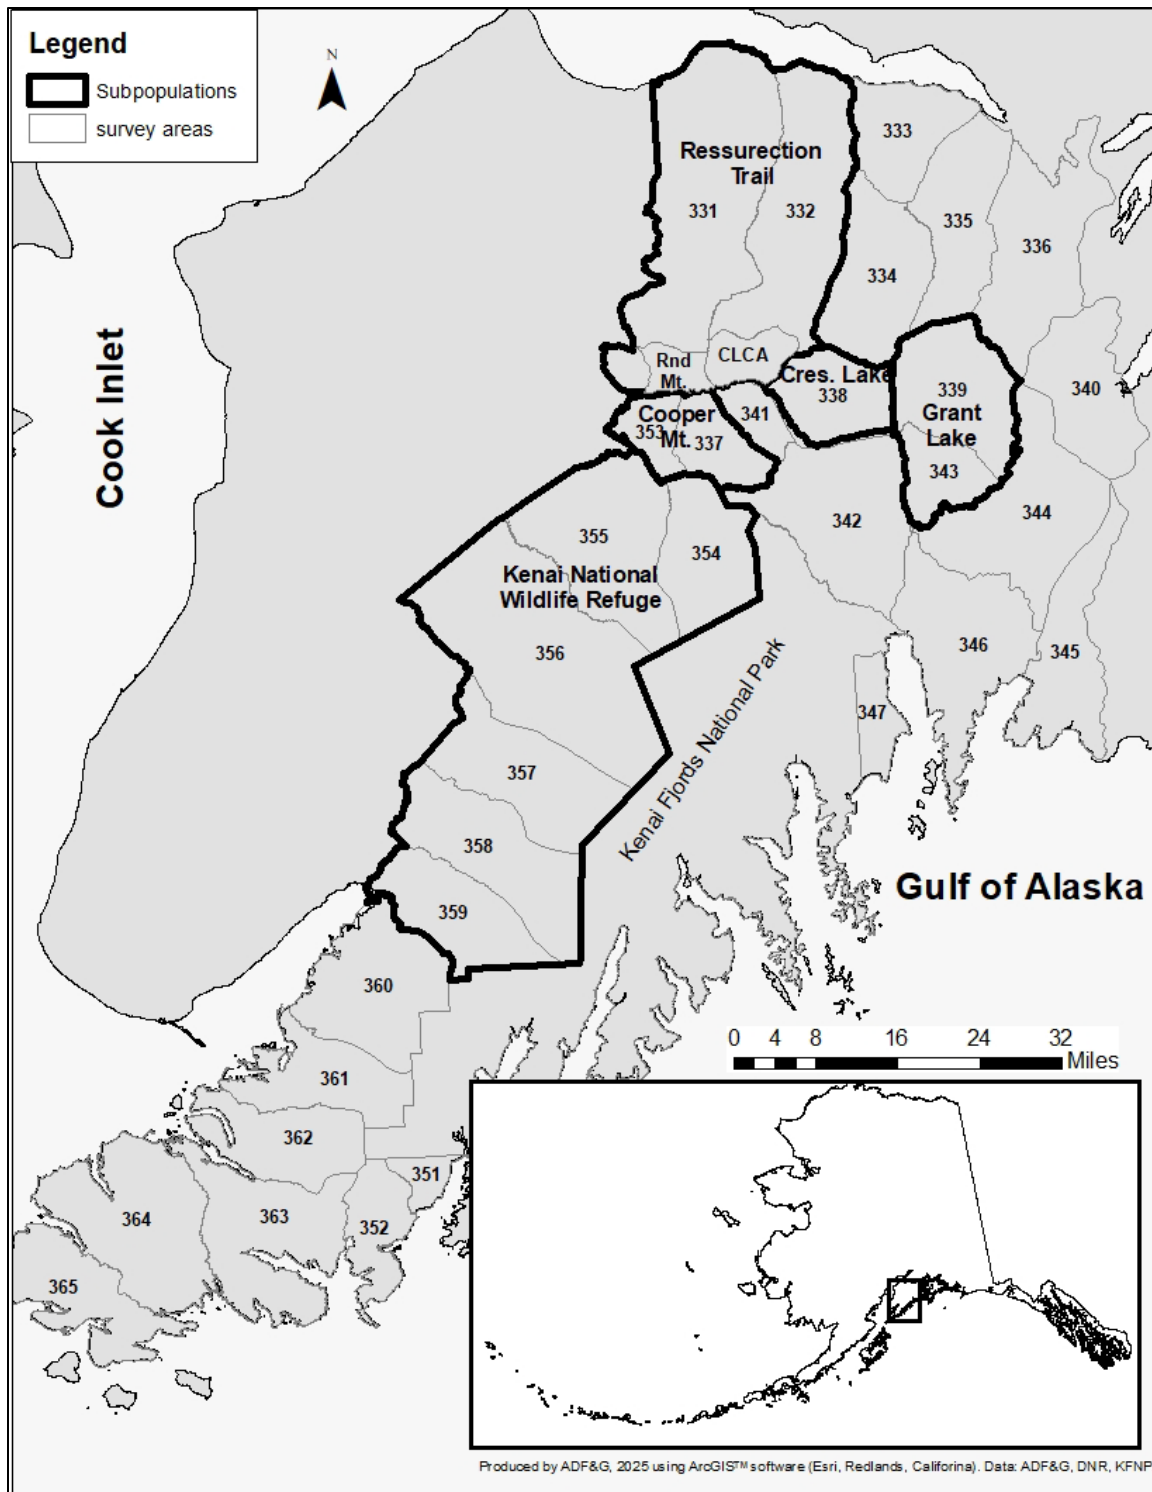 Legend
Subpopulations
survey areas
N
Ressurection
Trail
331
332
333
334
335
336
Rnd
Mt.
CLCA
Cres. Lake
338
339
Grant
Lake
343
340
341
Cooper
Mt.
353
337
342
344
355
354
Kenai National
Wildlife Refuge
356
346
345
347
357
Kenai Fjords National Park
358
359
Cook Inlet
Gulf of Alaska
360
361
362
351
363
352
364
365
0 4 8 16 24 32
Miles
Produced by ADF&G, 2025 using ArcGIS™ software (Esri, Redlands, Califorina). Data: ADF&G, DNR, KFNP